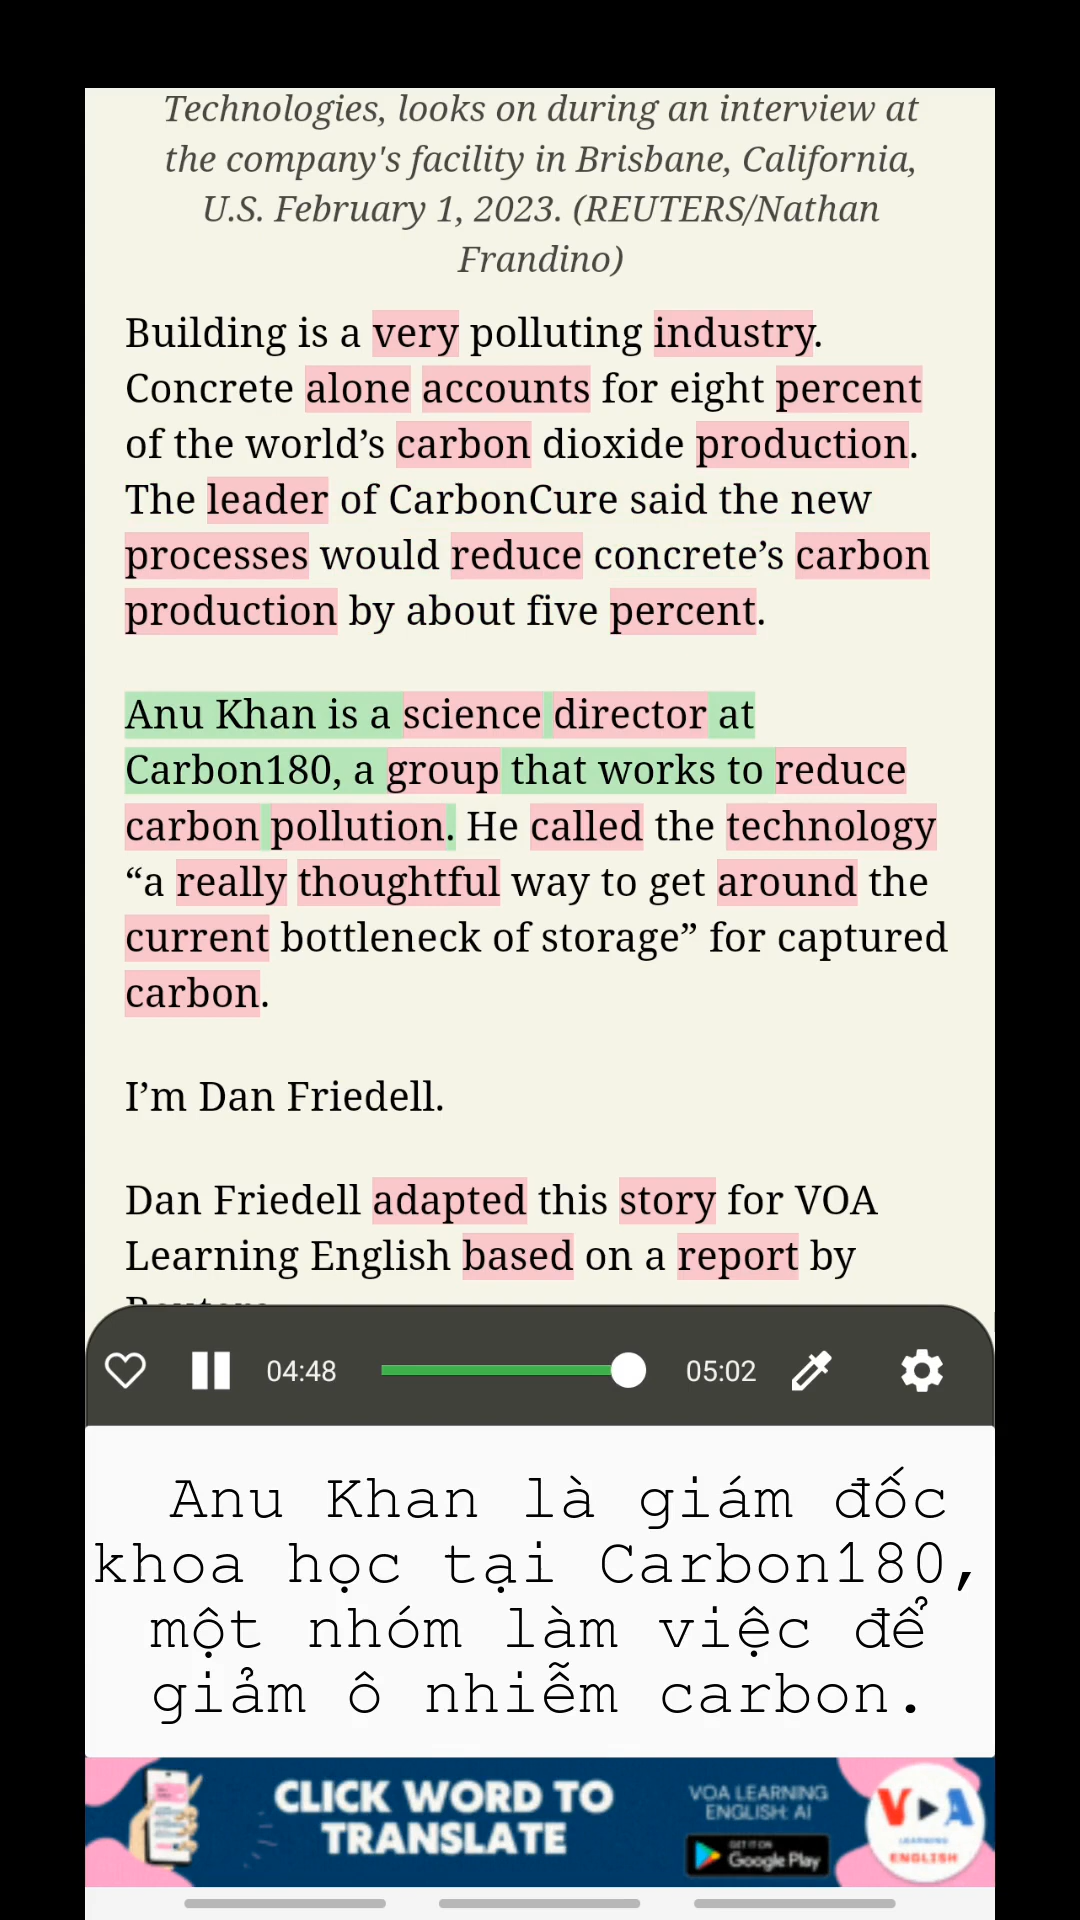 Technologies, looks on during an interview at
the company's facility in Brisbane, California,
U.S. February 1, 2023. (REUTERS/Nathan
Frandino)
Building is a very polluting industry.
Concrete alone accounts for eight percent
of the world’s carbon dioxide production.
The leader of CarbonCure said the new
processes would reduce concrete’s carbon
production by about five percent.
Anu Khan is a science director at
Carbon180, a group that works to reduce
carbon pollution. He called the technology
“a really thoughtful way to get around the
current bottleneck of storage” for captured
carbon.
I’m Dan Friedell.
Dan Friedell adapted this story for VOA
Learning English based on a report by
04:48 05:02
Anu Khan là giám đốc
khoa học tại Carbon180,
một nhóm làm việc để
giảm ô nhiễm carbon.
CLICK WORD TO
TRANSLATE
VOA LEARNING
ENGLISH: AI
GET IT ON
Google Play
VOA
LEARNING
ENGLISH